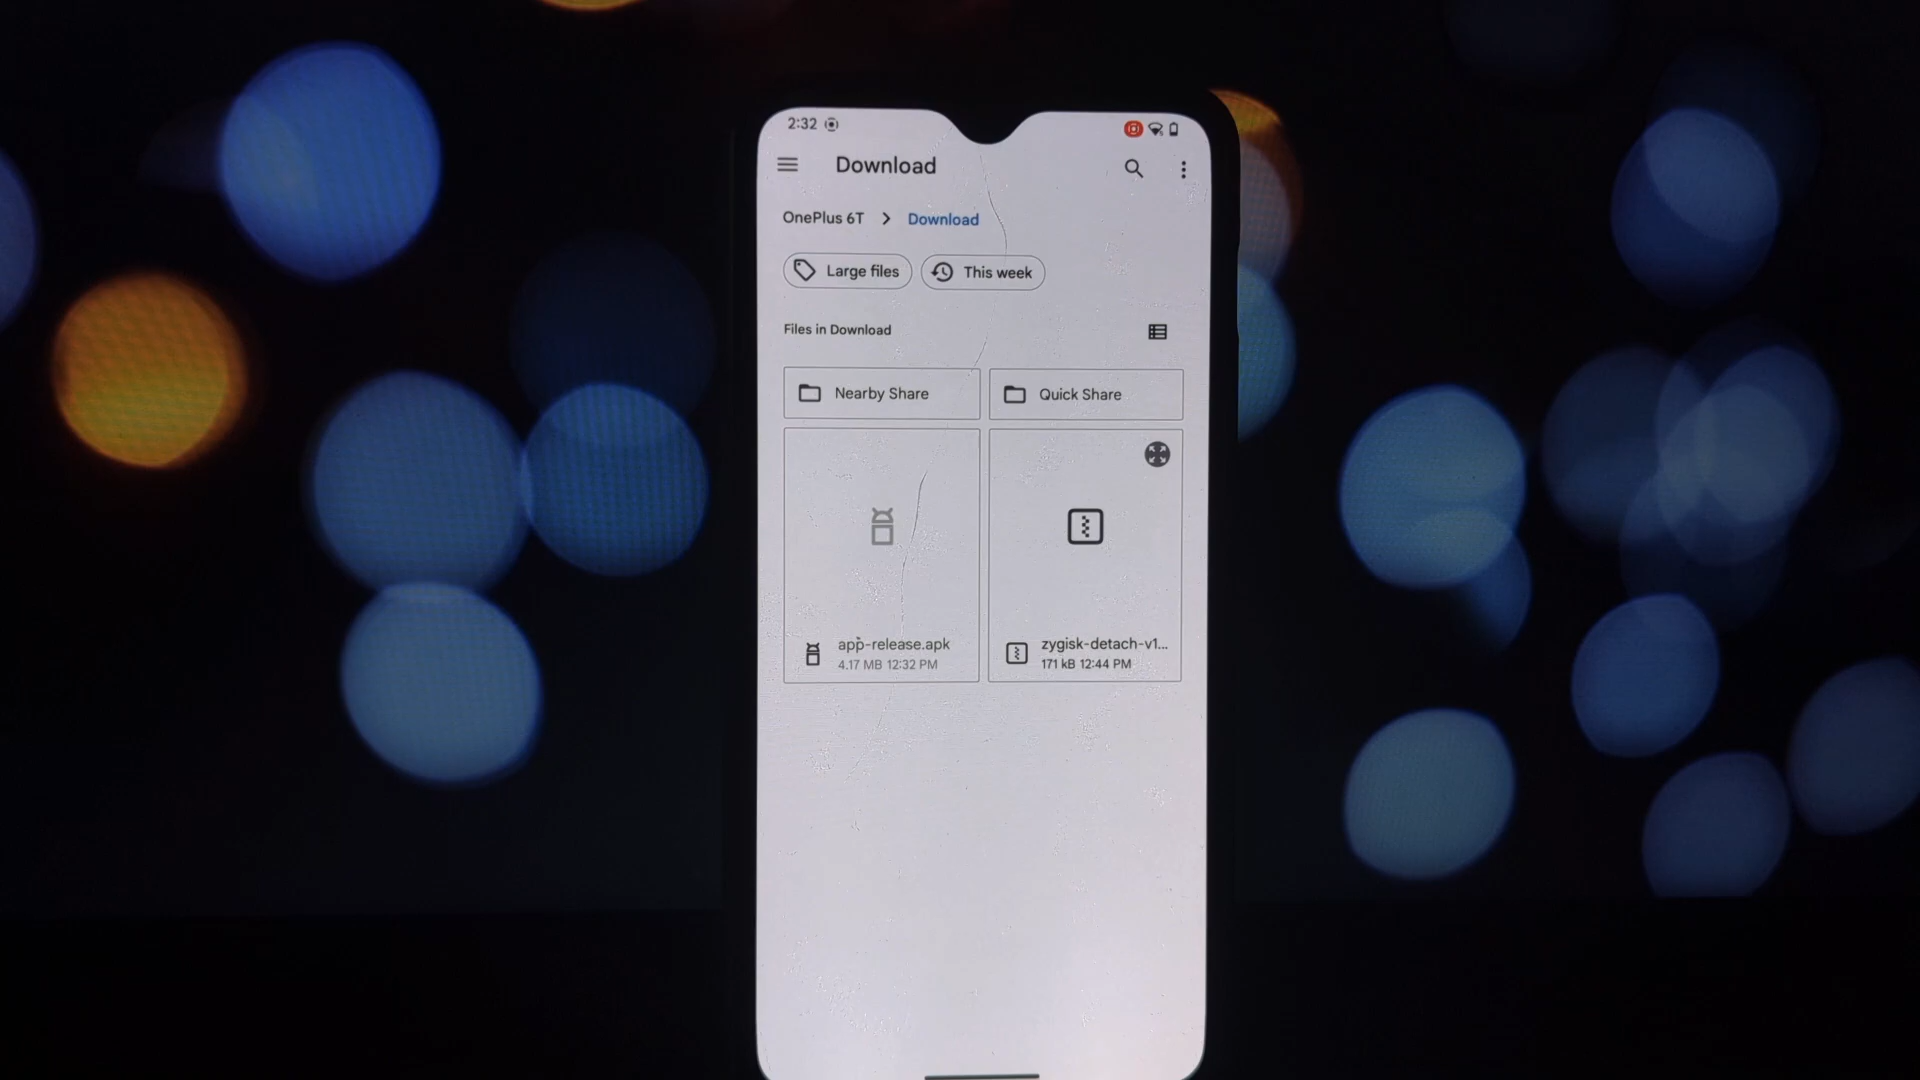 2:32
Download
OnePlus 6T > Download
Large files
This week
Files in Download
Nearby Share
Quick Share
app-release.apk
4.17 MB 12:32 PM
zygisk-detach-v1...
171 kB 12:44 PM